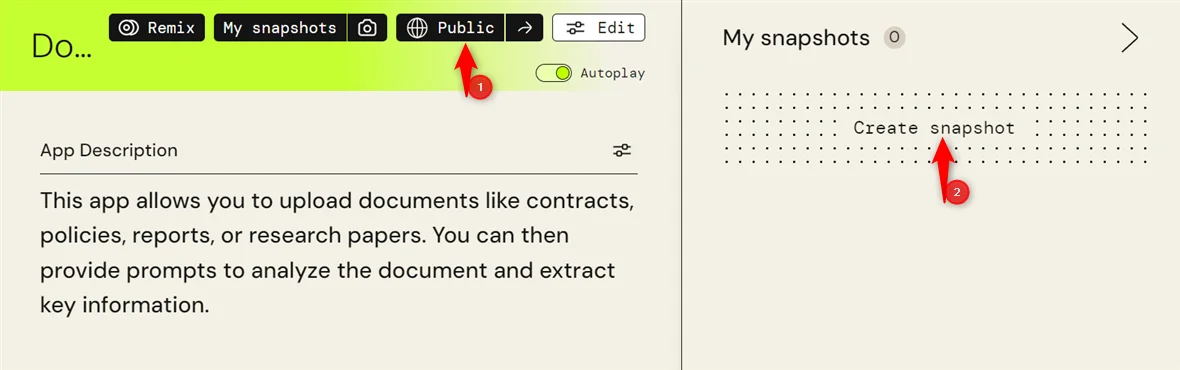 Do...
Remix
My snapshots
Public
Edit
1
Autoplay
App Description
This app allows you to upload documents like contracts,
policies, reports, or research papers. You can then
provide prompts to analyze the document and extract
key information.
My snapshots 0
Create snapshot
2